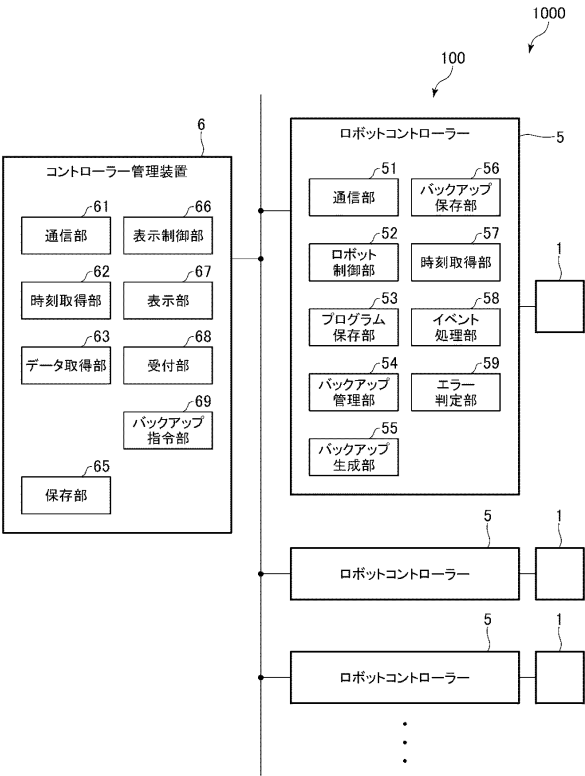 1000
100
6
コントローラー管理装置
61
通信部
66
表示制御部
62
時刻取得部
67
表示部
63
データ取得部
68
受付部
69
バックアップ
指令部
65
保存部
5
ロボットコントローラー
51
通信部
56
バックアップ
保存部
52
ロボット
制御部
57
時刻取得部
53
プログラム
保存部
58
イベント
処理部
54
バックアップ
管理部
59
エラー
判定部
55
バックアップ
生成部
1
5
ロボットコントローラー
1
5
ロボットコントローラー
1